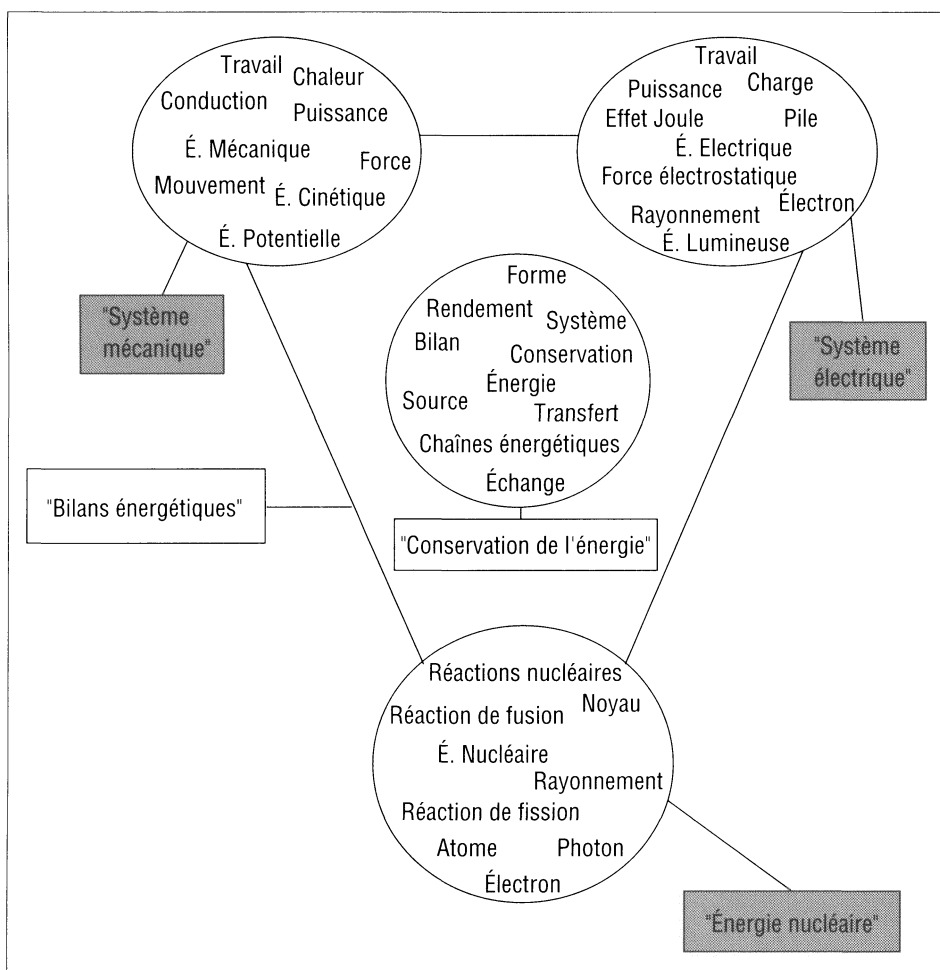 Travail
Chaleur
Conduction
Puissance
É. Mécanique
Force
Mouvement
É. Cinétique
É. Potentielle
Travail
Puissance
Charge
Effet Joule
Pile
É. Electrique
Force électrostatique
Électron
Rayonnement
É. Lumineuse
"Système
mécanique"
"Système
électrique"
Forme
Rendement
Système
Bilan
Conservation
Énergie
Source
Transfert
Chaînes énergétiques
Échange
"Bilans énergétiques"
"Conservation de l'énergie"
Réactions nucléaires
Noyau
Réaction de fusion
É. Nucléaire
Rayonnement
Réaction de fission
Atome
Photon
Électron
"Énergie nucléaire"